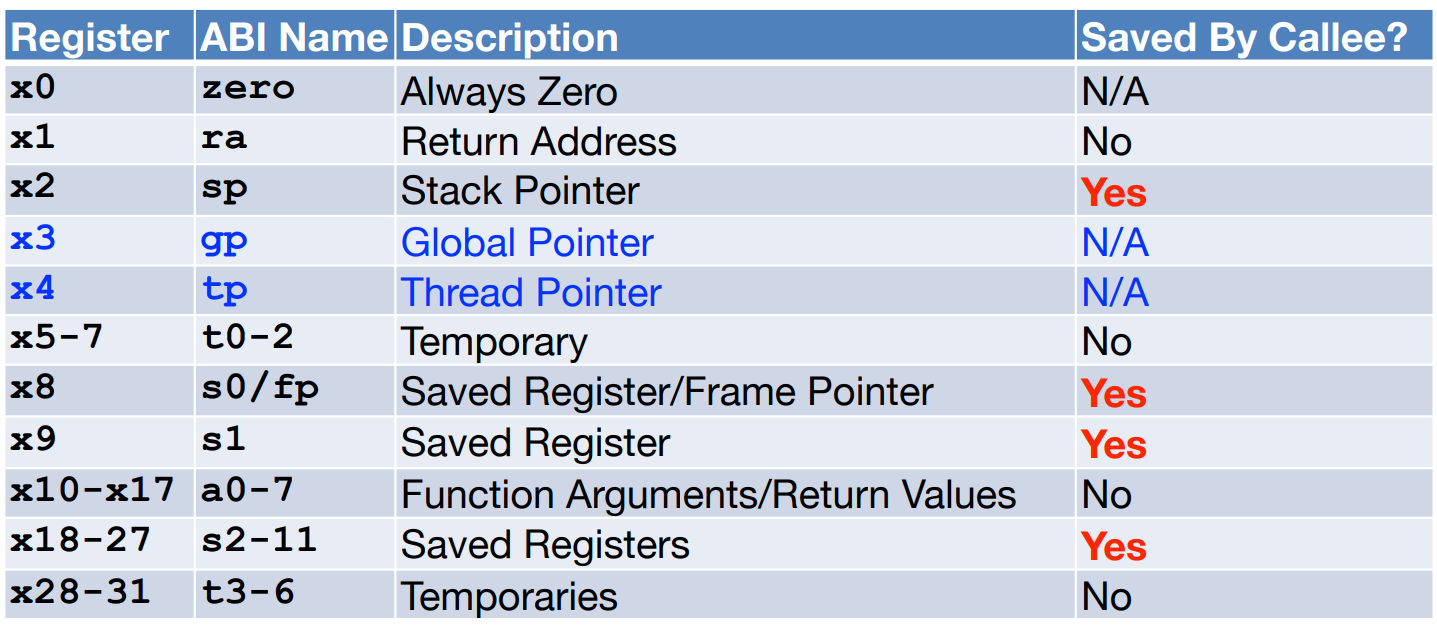 Register ABI Name Description Saved By Callee?
x0 zero Always Zero N/A
x1 ra Return Address No
x2 sp Stack Pointer Yes
x3 gp Global Pointer N/A
x4 tp Thread Pointer N/A
x5-7 t0-2 Temporary No
x8 s0/fp Saved Register/Frame Pointer Yes
x9 s1 Saved Register Yes
x10-x17 a0-7 Function Arguments/Return Values No
x18-27 s2-11 Saved Registers Yes
x28-31 t3-6 Temporaries No